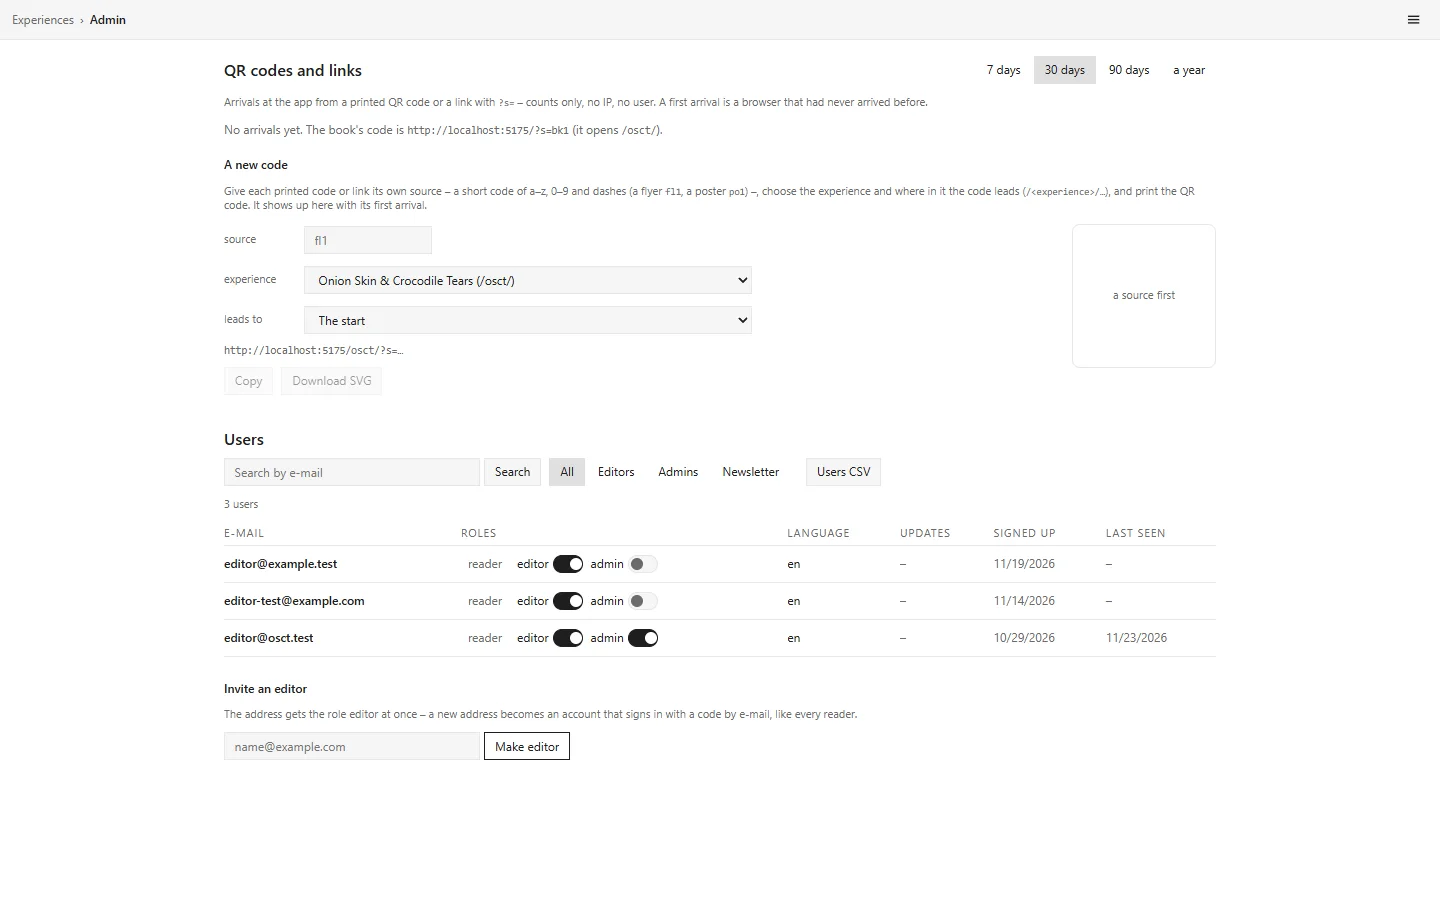 Experiences › Admin
QR codes and links
7 days 30 days 90 days a year
Arrivals at the app from a printed QR code or a link with ?s= – counts only, no IP, no user. A first arrival is a browser that had never arrived before.
No arrivals yet. The book's code is http://localhost:5175/?s=bk1 (it opens /osct/).
A new code
Give each printed code or link its own source – a short code of a–z, 0–9 and dashes (a flyer fl1, a poster po1) –, choose the experience and where in it the code leads (/<experience>/…), and print the QR
code. It shows up here with its first arrival.
source fl1
experience Onion Skin & Crocodile Tears (/osct/)
a source first
leads to The start
http://localhost:5175/osct/?s=…
Copy Download SVG
Users
Search by e-mail Search All Editors Admins Newsletter Users CSV
3 users
E-MAIL ROLES LANGUAGE UPDATES SIGNED UP LAST SEEN
editor@example.test reader editor admin en – 11/19/2026 –
editor-test@example.com reader editor admin en – 11/14/2026 –
editor@osct.test reader editor admin en – 10/29/2026 11/23/2026
Invite an editor
The address gets the role editor at once – a new address becomes an account that signs in with a code by e-mail, like every reader.
name@example.com Make editor